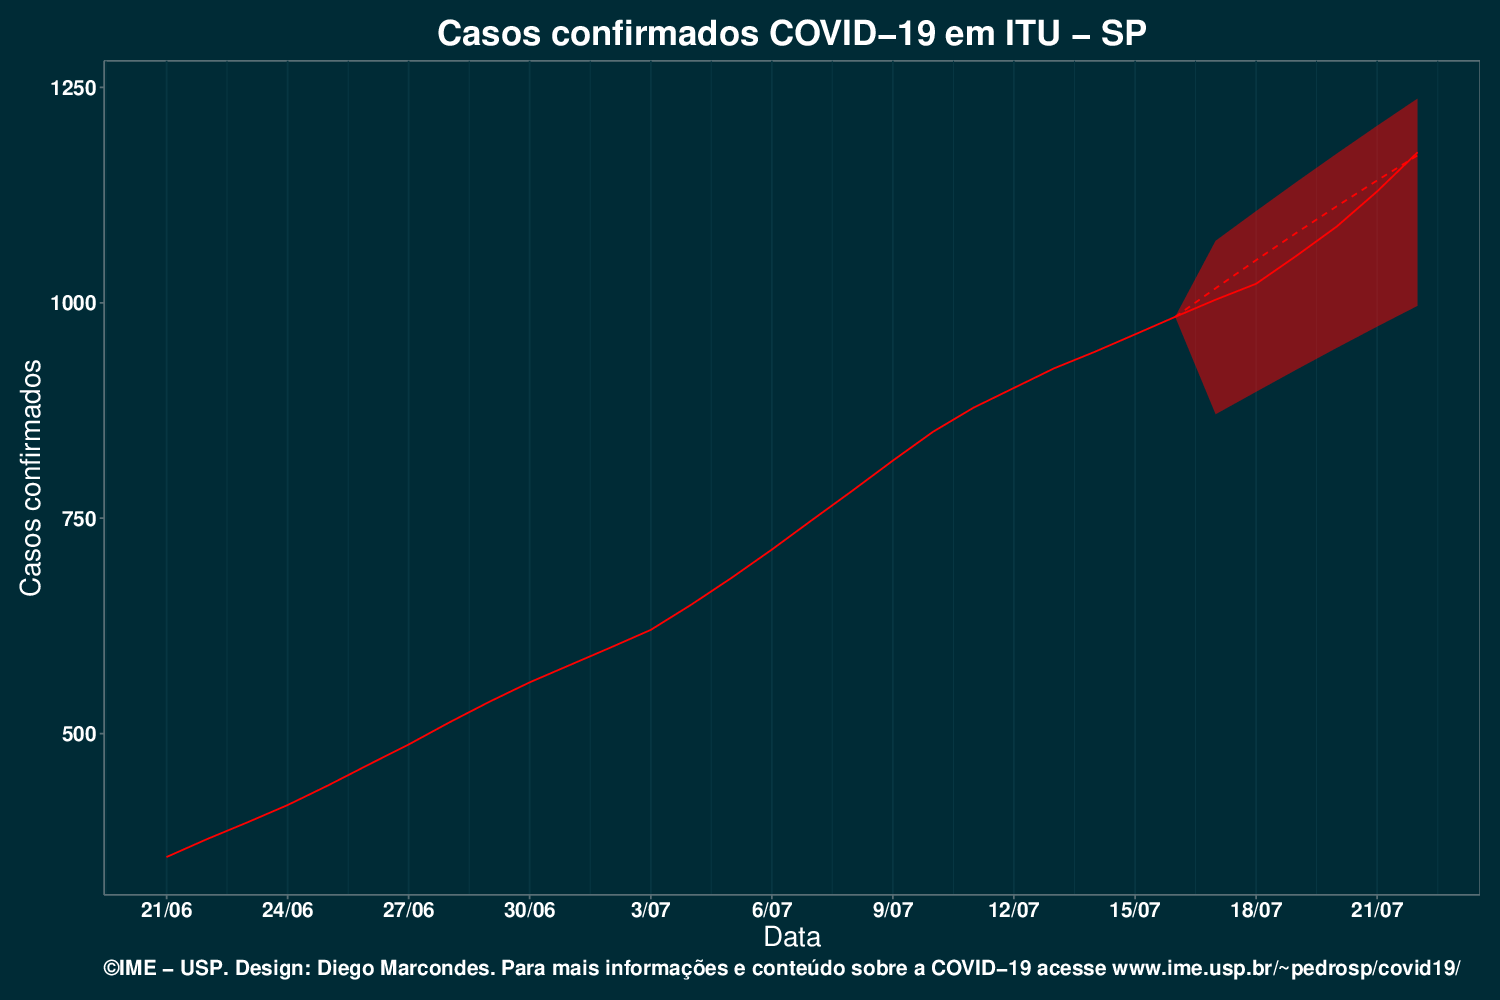 Casos confirmados COVID−19 em ITU − SP
1250
1000
750
500
Casos confirmados
21/06 24/06 27/06 30/06 3/07 6/07 9/07 12/07 15/07 18/07 21/07
Data
©IME − USP. Design: Diego Marcondes. Para mais informações e conteúdo sobre a COVID−19 acesse www.ime.usp.br/~pedrosp/covid19/